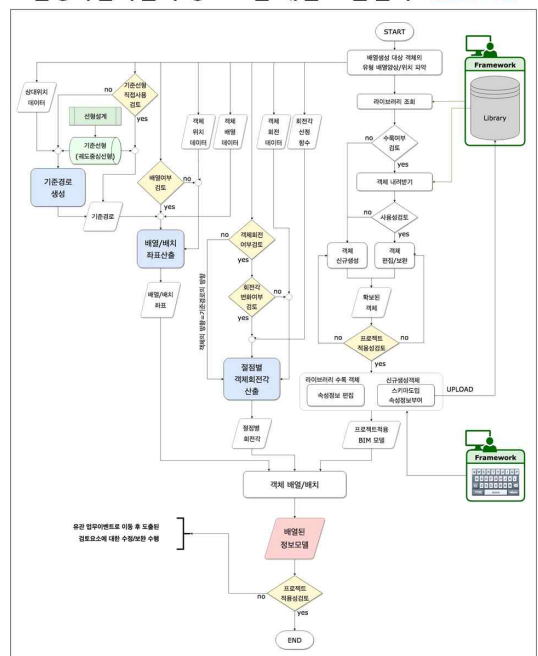 START
배열생성 대상 객체의
유형 배열양상/위치 파악
Framework
Library
라이브러리 조회
상대위치
데이터
no
기준선형
직접사용
검토
yes
객체
위치
데이터
객체
배열
데이터
객체
회전
데이터
회전각
산정
함수
수록여부
검토
no
yes
선형설계
기준선형
(궤도중심선형)
기준경로
생성
배열여부
검토
no
yes
객체 내려받기
사용성검토
no
yes
기준경로
배열/배치
좌표산출
no
객체회전
여부검토
yes
객체
신규생성
객체
편집/보완
배열/배치
좌표
객체의 방향=기준경로의 방향
회전각
변화여부
검토
no
yes
확보된
객체
no
프로젝트
적용성검토
no
yes
절점별
객체회전각
산출
라이브러리 수록 객체
속성정보 편집
신규생성객체
스키마도입
속성정보부여
UPLOAD
절점별
회전각
프로젝트적용
BIM 모델
Framework
객체 배열/배치
유관 업무이벤트로 이동 후 도출된
검토요소에 대한 수정/보완 수행
배열된
정보모델
no
프로젝트
적용성검토
yes
END